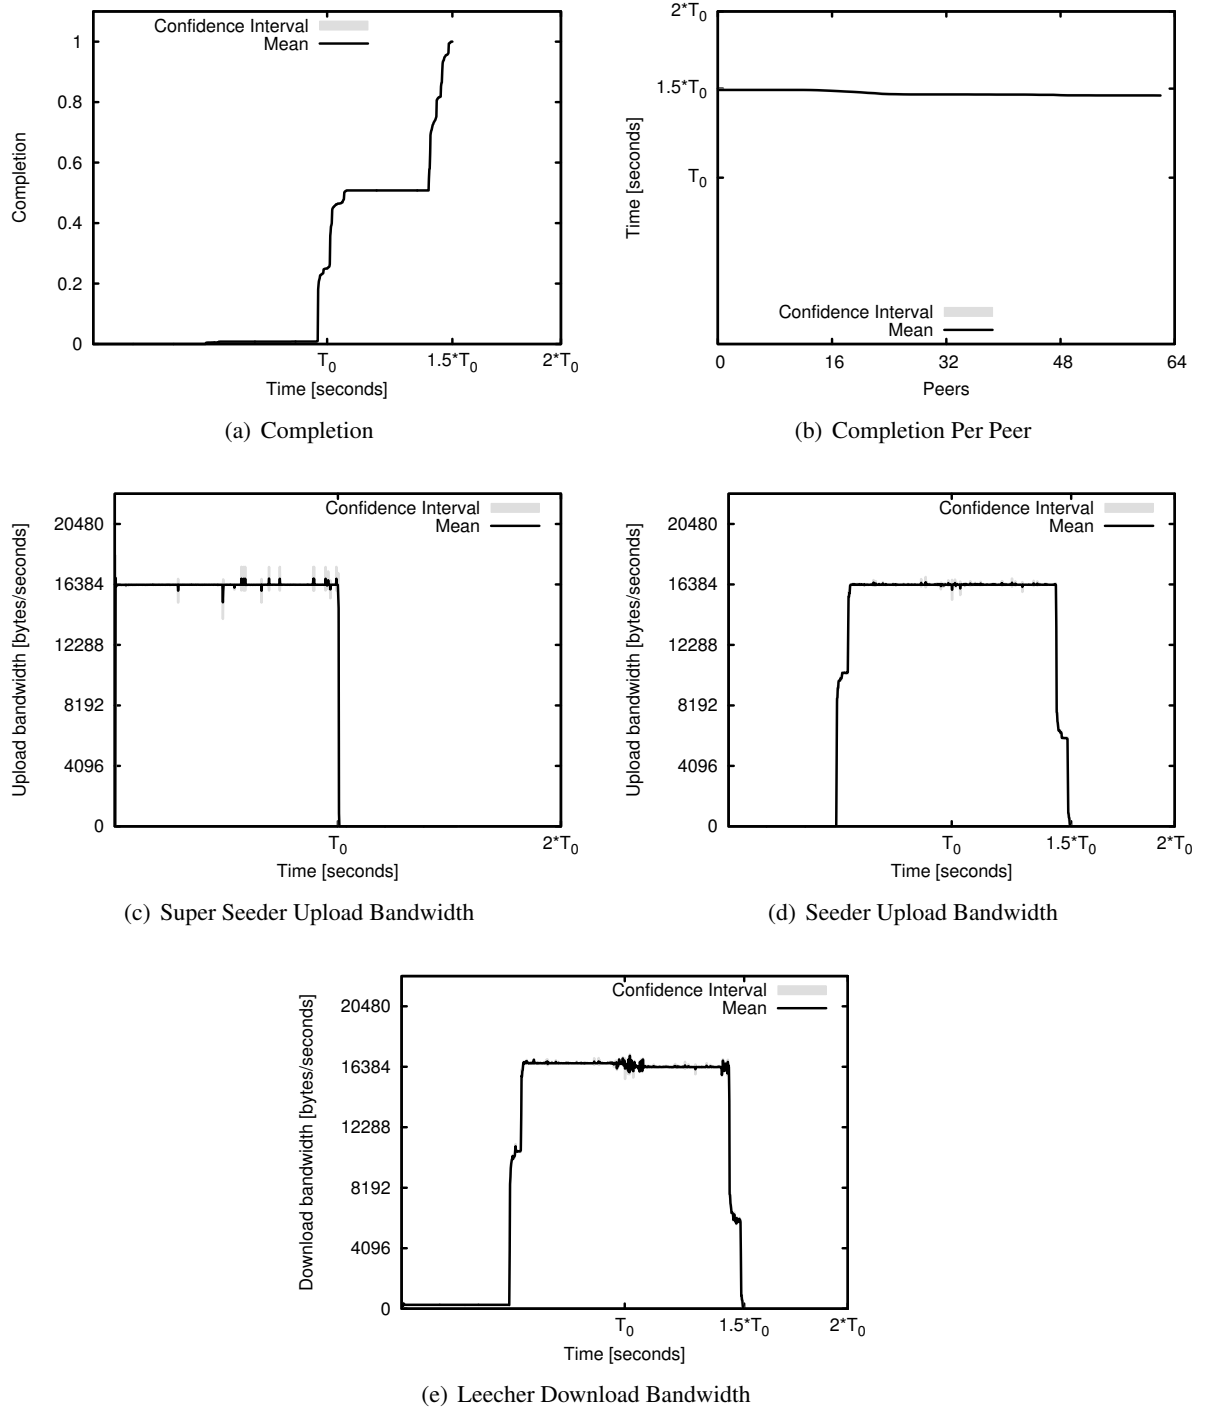 Confidence Interval
Mean
1
0.8
0.6
0.4
0.2
0
Completion
T0
1.5*T0
2*T0
Time [seconds]
(a) Completion
2*T0
1.5*T0
T0
Time [seconds]
Confidence Interval
Mean
0
16
32
48
64
Peers
(b) Completion Per Peer
Confidence Interval
Mean
20480
16384
12288
8192
4096
0
Upload bandwidth [bytes/seconds]
T0
2*T0
Time [seconds]
(c) Super Seeder Upload Bandwidth
Confidence Interval
Mean
20480
16384
12288
8192
4096
0
Upload bandwidth [bytes/seconds]
T0
1.5*T0
2*T0
Time [seconds]
(d) Seeder Upload Bandwidth
Confidence Interval
Mean
20480
16384
12288
8192
4096
0
Download bandwidth [bytes/seconds]
T0
1.5*T0
2*T0
Time [seconds]
(e) Leecher Download Bandwidth